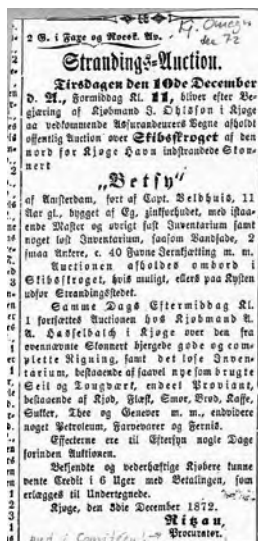 2 G. i Faxe og Roesk. Av.
Strandings-Auction.
Tirsdagen den 10de December
d. A., Formiddag Kl. 11, bliver efter Be-
gjæring af Kjøbmand J. Ohlsson i Kjøge
paa vedkommende Assurandeurers Vegne afholdt
offentlig Auction over Skibsskroget af den
nord for Kjøge Havn indstrandede Skon-
nert
„Betsy"
af Amsterdam, ført af Capt. Veldhuis, 11
Aar gl., bygget af Eg, zinkforhudet, med istaa-
ende Master og øvrigt fast Inventarium samt
noget løst Inventarium, saasom Vandfade, 2
smaa Ankere, c. 40 Favne Jernkjætting m. m.
Auctionen afholdes ombord i
Skibsskroget, hvis muligt, ellers paa Kysten
udfor Strandingsstedet.
Samme Dags Eftermiddag Kl.
1 fortsættes Auctionen hos Kjøbmand A.
A. Hasselbalch i Kjøge over den fra
ovennævnte Skonnert bjergede gode og com-
plette Rigning, samt det løse Inven-
tarium, bestaaende af saavel nye som brugte
Seil og Tougværk, endeel Proviant,
bestaaende af Kjød, Flæsk, Smør, Brød, Kaffe,
Sukker, Thee og Genever m. m., endvidere
noget Petroleum, Farvevarer og Fernis.
Effecterne ere til Eftersyn nogle Dage
forinden Auktionen.
Bekjendte og vederhæftige Kjøbere kunne
vente Credit i 6 Uger med Betalingen, som
erlægges til Undertegnede.
Kjøge, den 3die December 1872.
Ritzau,
Procurator.